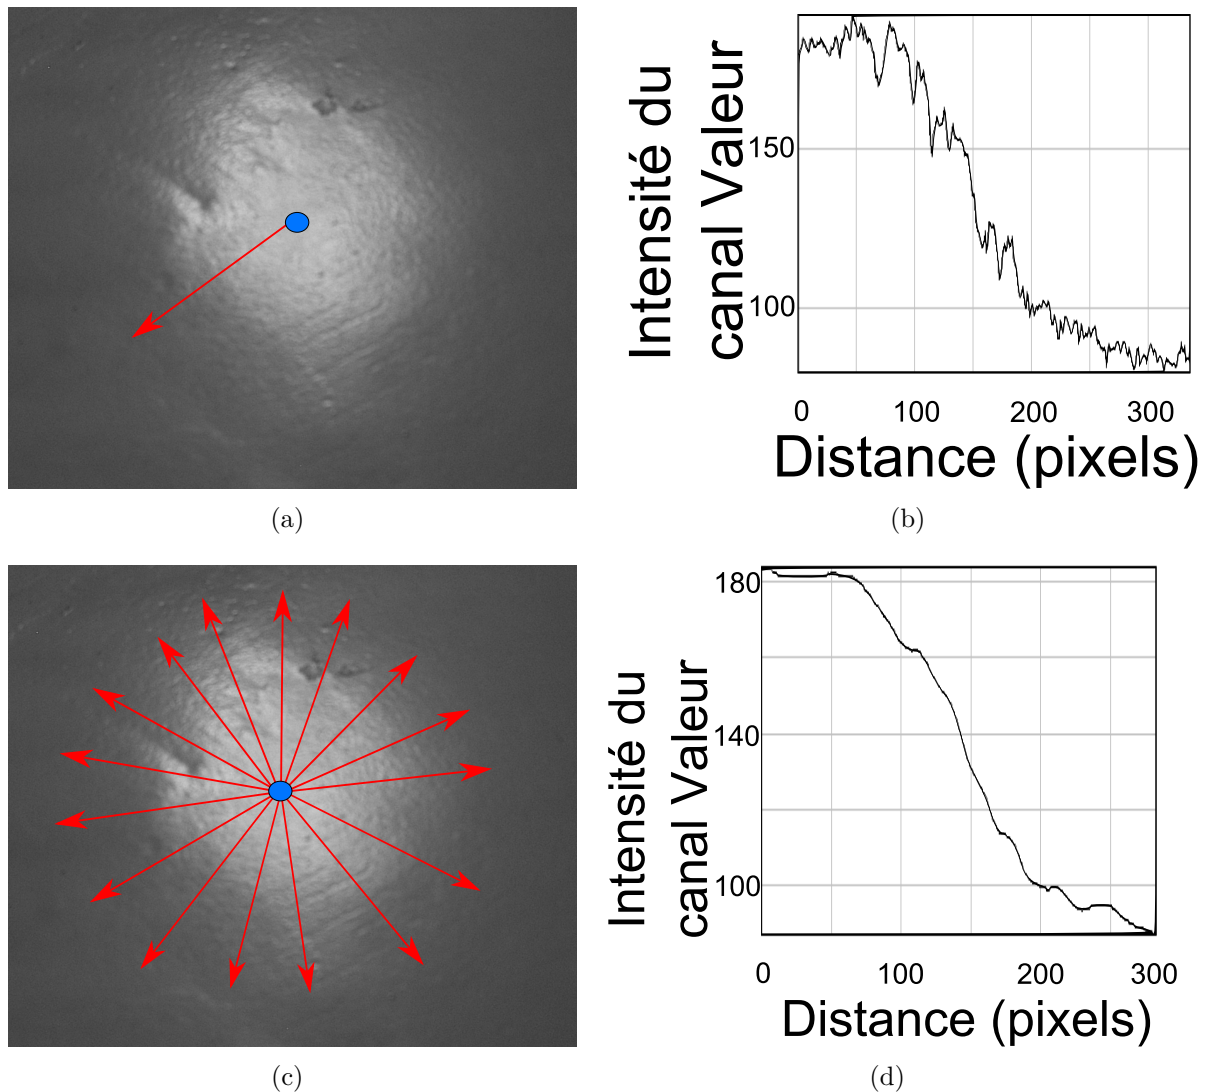 Intensité du
canal Valeur
150
100
0 100 200 300
Distance (pixels)
(a) (b)
Intensité du
canal Valeur
180
140
100
0 100 200 300
Distance (pixels)
(c) (d)